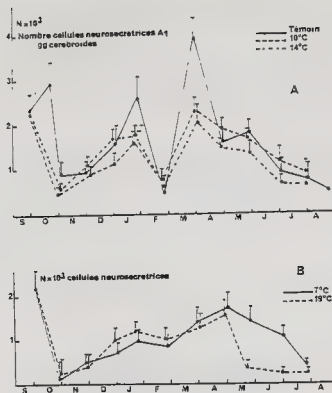 N=10³
Nombre cellules neurosecretrices A1
gg cerebroides
Témoin
10°C
14°C
4
3
2
1
A
S O N D J F M A M J J A
N=10³ cellules neurosecretrices
B
7°C
19°C
2
1
S O N D J F M A M J J A